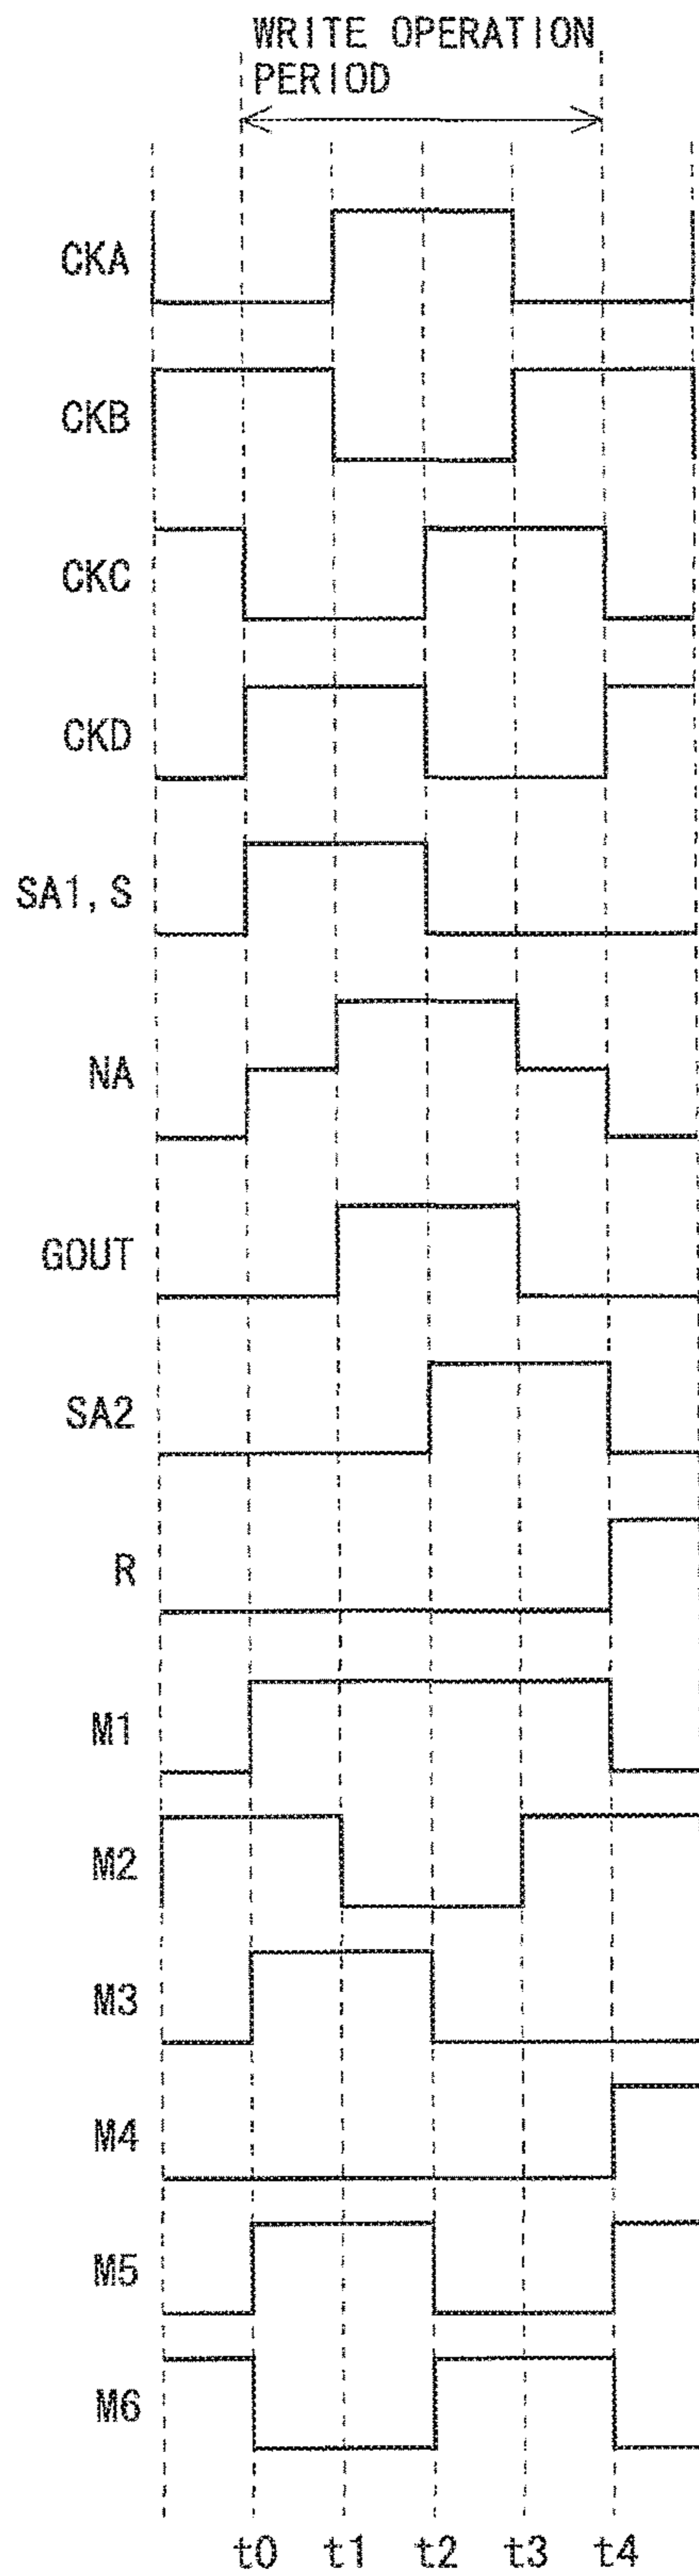 WRITE OPERATION
PERIOD
CKA
CKB
CKC
CKD
SA1, S
NA
GOUT
SA2
R
M1
M2
M3
M4
M5
M6
t0 t1 t2 t3 t4